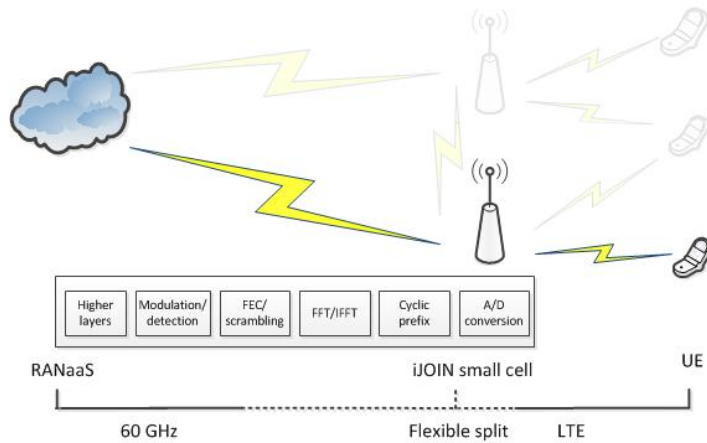 Higher
layers
Modulation/
detection
FEC/
scrambling
FFT/IFFT
Cyclic
prefix
A/D
conversion
RANaaS
iJOIN small cell
UE
60 GHz
Flexible split
LTE